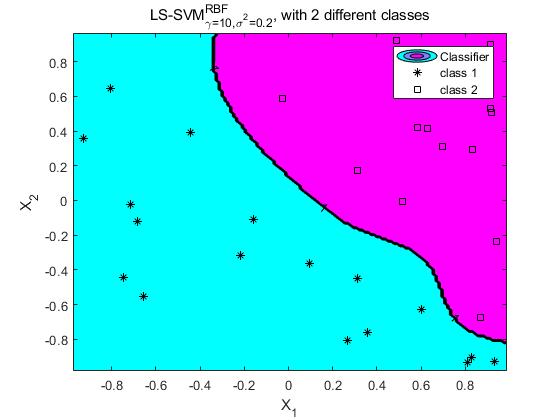 LS-SVM^RBF_γ=10,σ²=0.2, with 2 different classes
Classifier
class 1
class 2
0.8
0.6
0.4
0.2
0
-0.2
-0.4
-0.6
-0.8
X₂
-0.8 -0.6 -0.4 -0.2 0 0.2 0.4 0.6 0.8
X₁